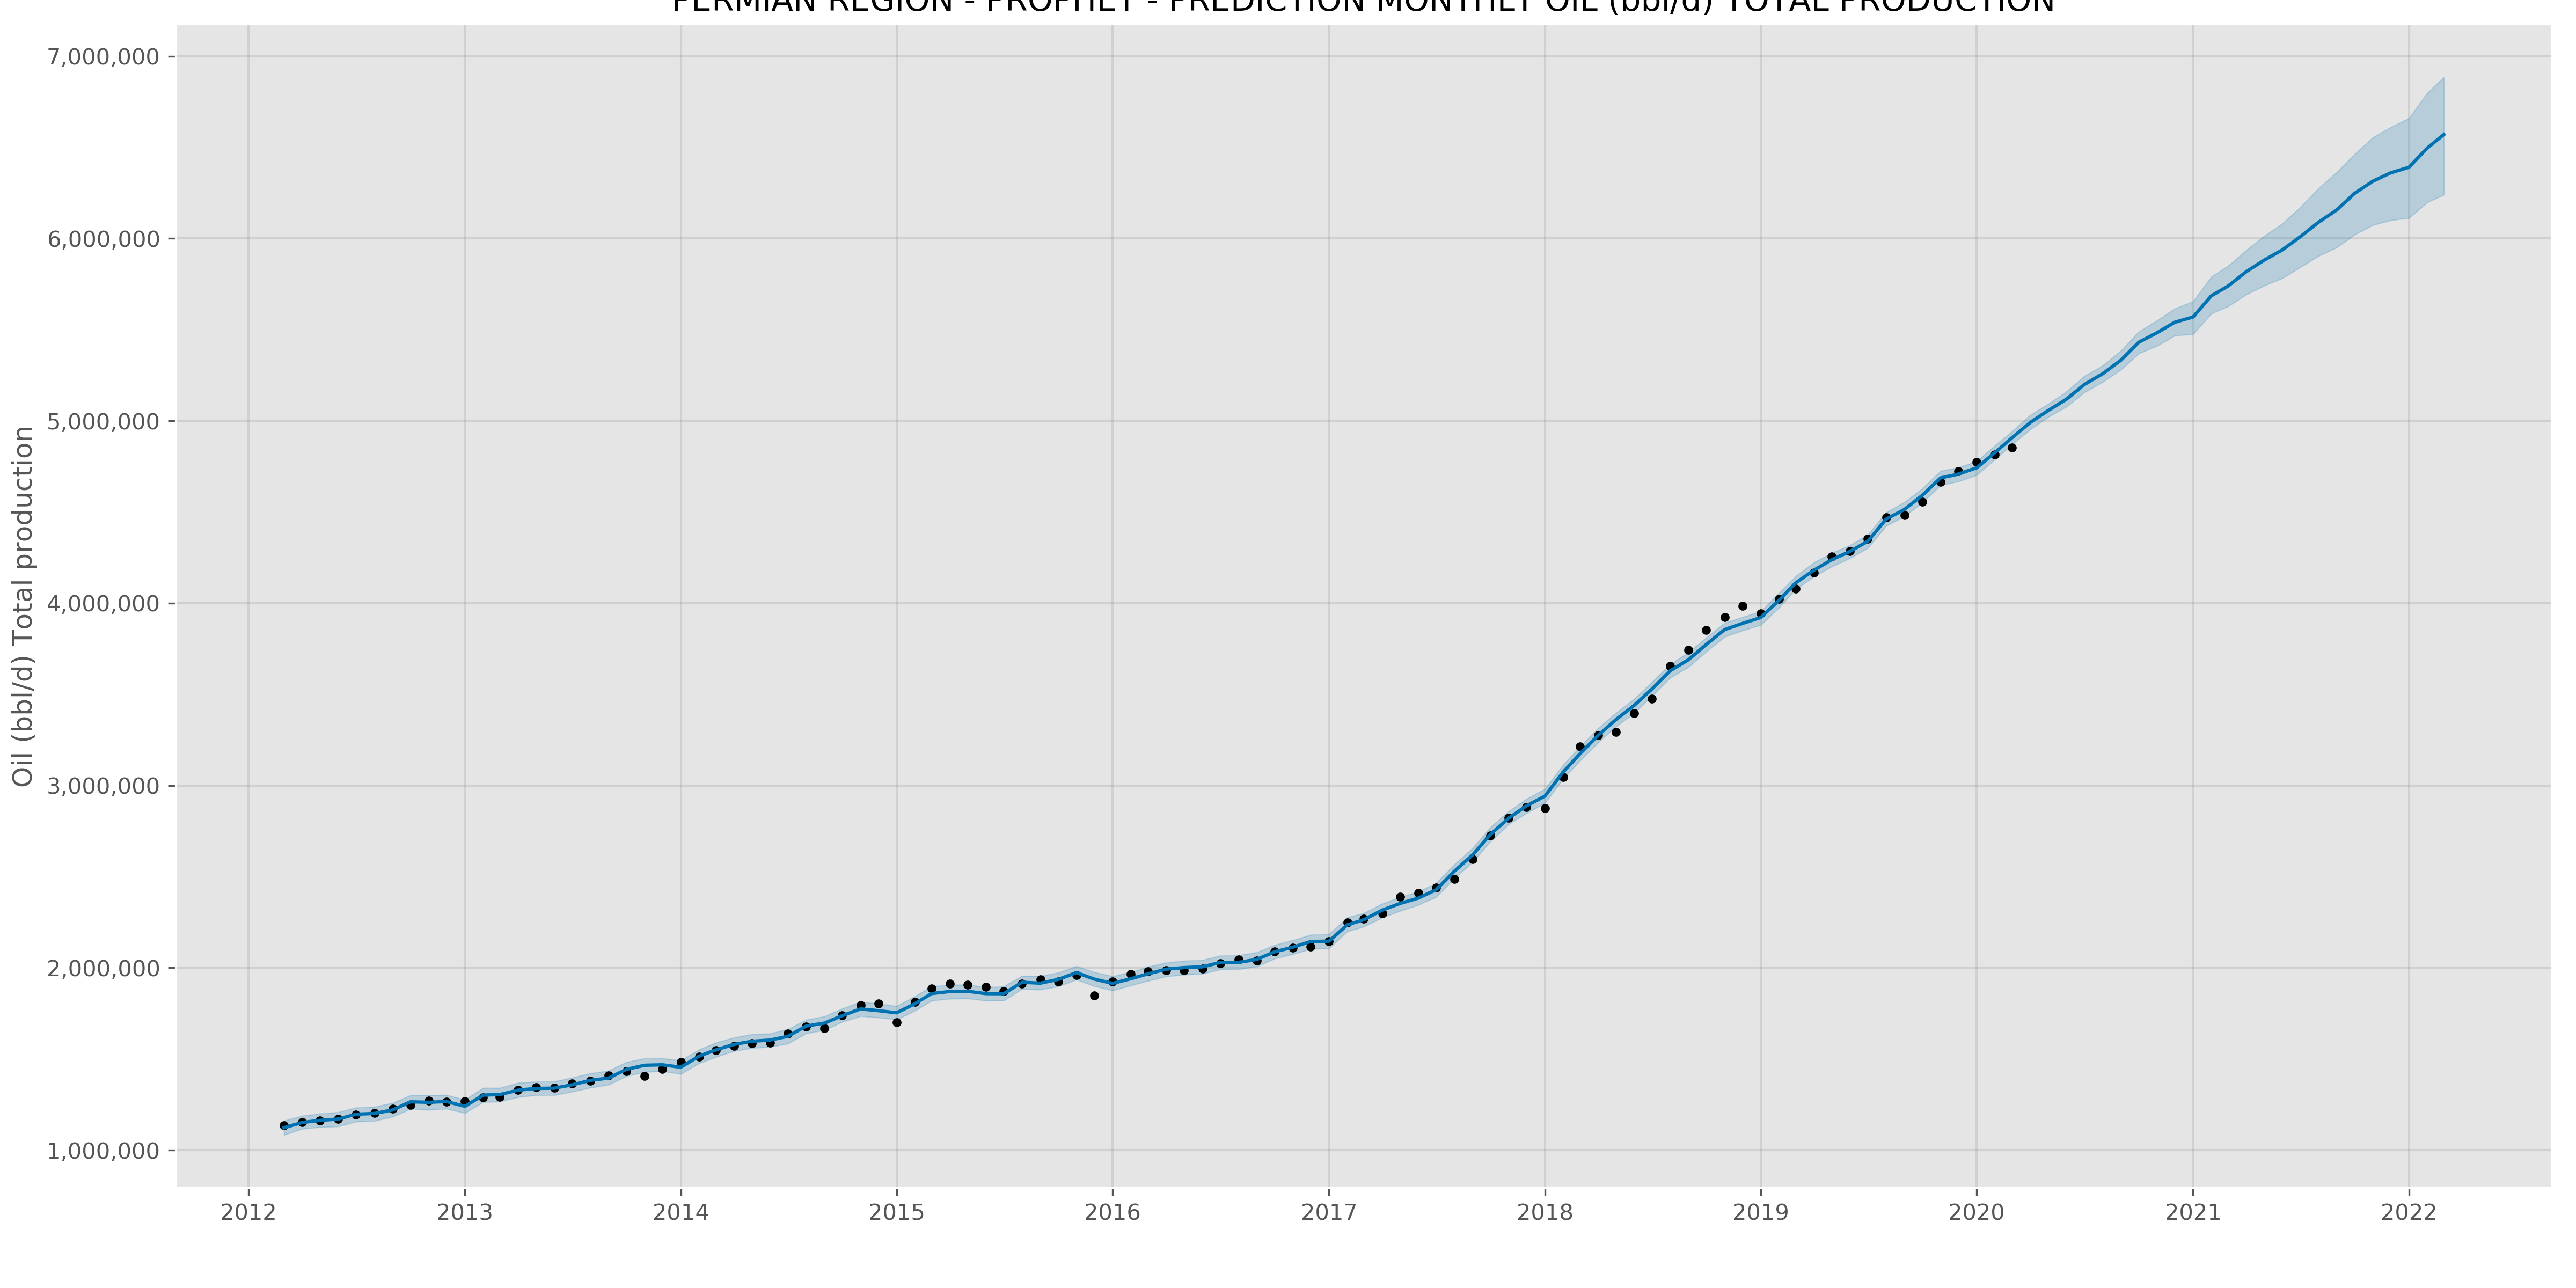 PERMIAN REGION - PROPHET - PREDICTION MONTHLY OIL (bbl/d) TOTAL PRODUCTION
Oil (bbl/d) Total production
7,000,000
6,000,000
5,000,000
4,000,000
3,000,000
2,000,000
1,000,000
2012 2013 2014 2015 2016 2017 2018 2019 2020 2021 2022